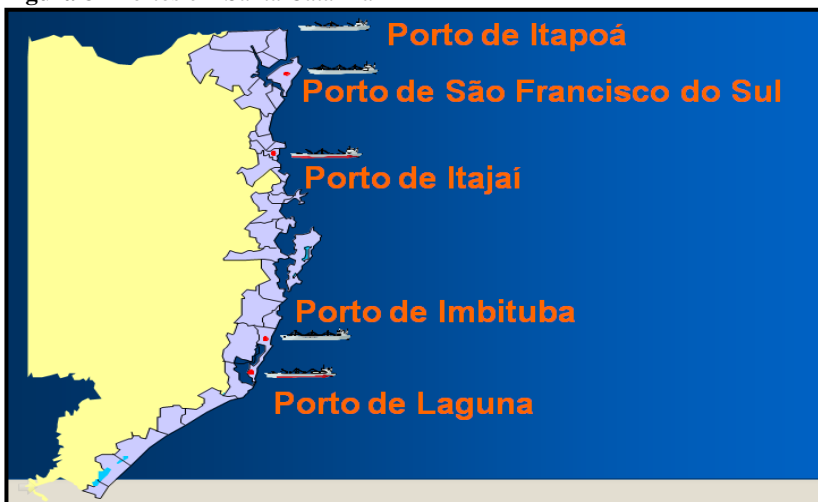 Porto de Itapoá
Porto de São Francisco do Sul
Porto de Itajaí
Porto de Imbituba
Porto de Laguna